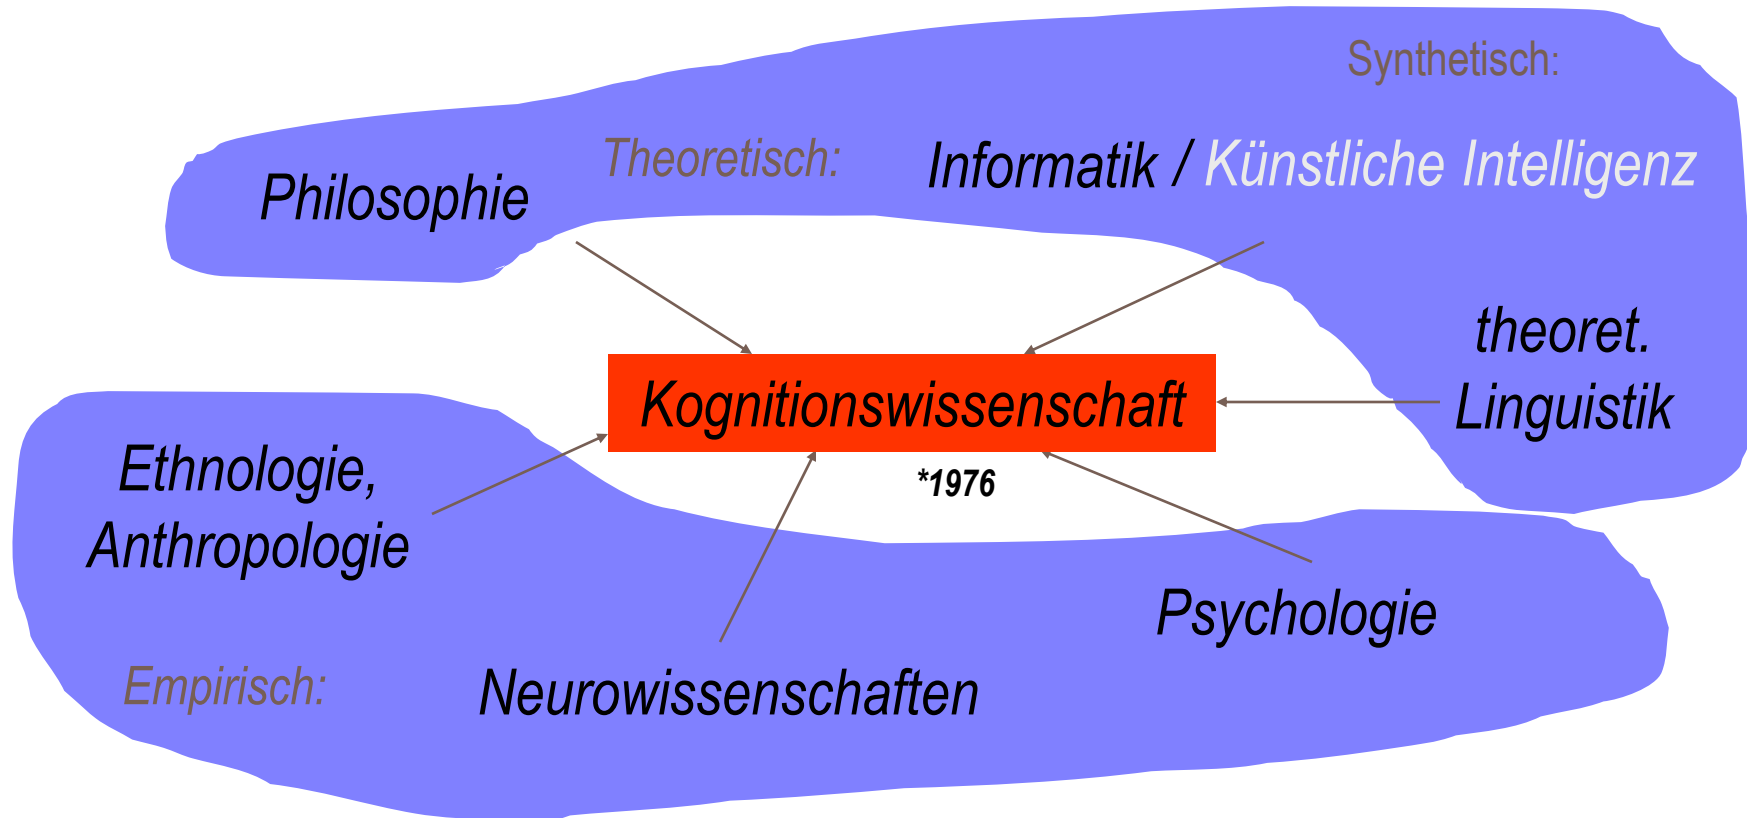 Synthetisch:
Theoretisch:
Informatik / Künstliche Intelligenz
Philosophie
theoret.
Linguistik
Kognitionswissenschaft
*1976
Ethnologie,
Anthropologie
Psychologie
Empirisch:
Neurowissenschaften